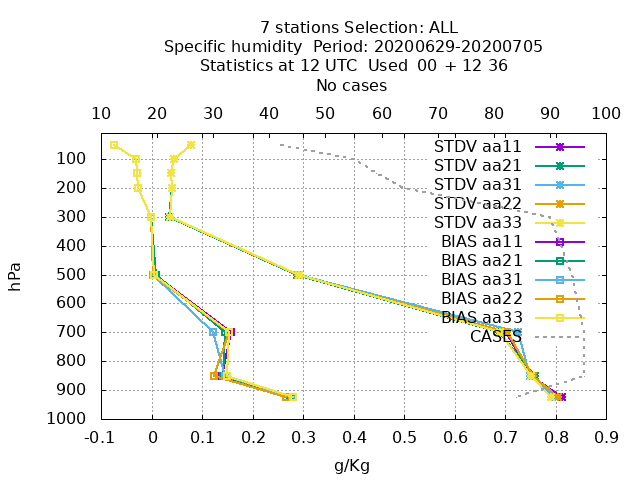 7 stations Selection: ALL
Specific humidity  Period: 20200629-20200705
Statistics at 12 UTC  Used  00 + 12 36
No cases
10 20 30 40 50 60 70 80 90 100
STDV aa11
100
STDV aa21
STDV aa31
200
STDV aa22
300
STDV aa33
BIAS aa11
400
BIAS aa21
hPa
500
BIAS aa31
BIAS aa22
600
BIAS aa33
700
CASES
800
900
1000
-0.1 0 0.1 0.2 0.3 0.4 0.5 0.6 0.7 0.8 0.9
g/Kg